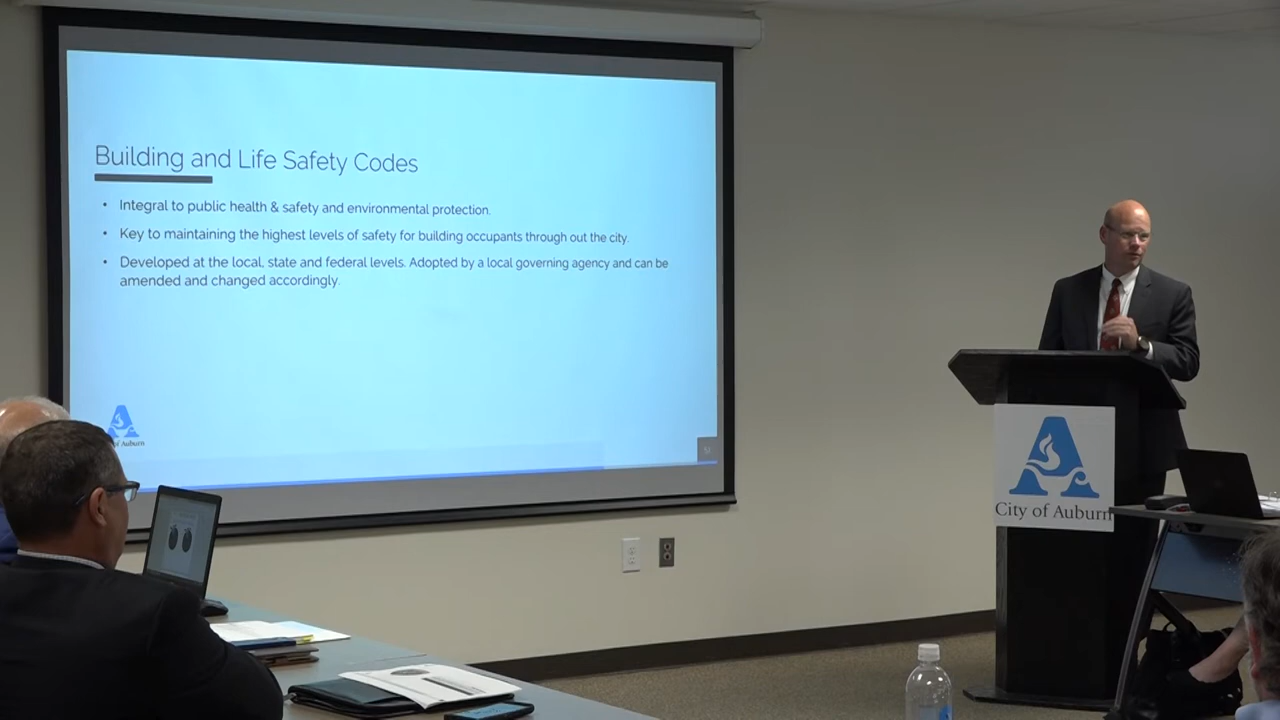 Building and Life Safety Codes
• Integral to public health & safety and environmental protection.
• Key to maintaining the highest levels of safety for building occupants through out the city.
• Developed at the local, state and federal levels. Adopted by a local governing agency and can be
amended and changed accordingly.
of Auburn
City of Auburn